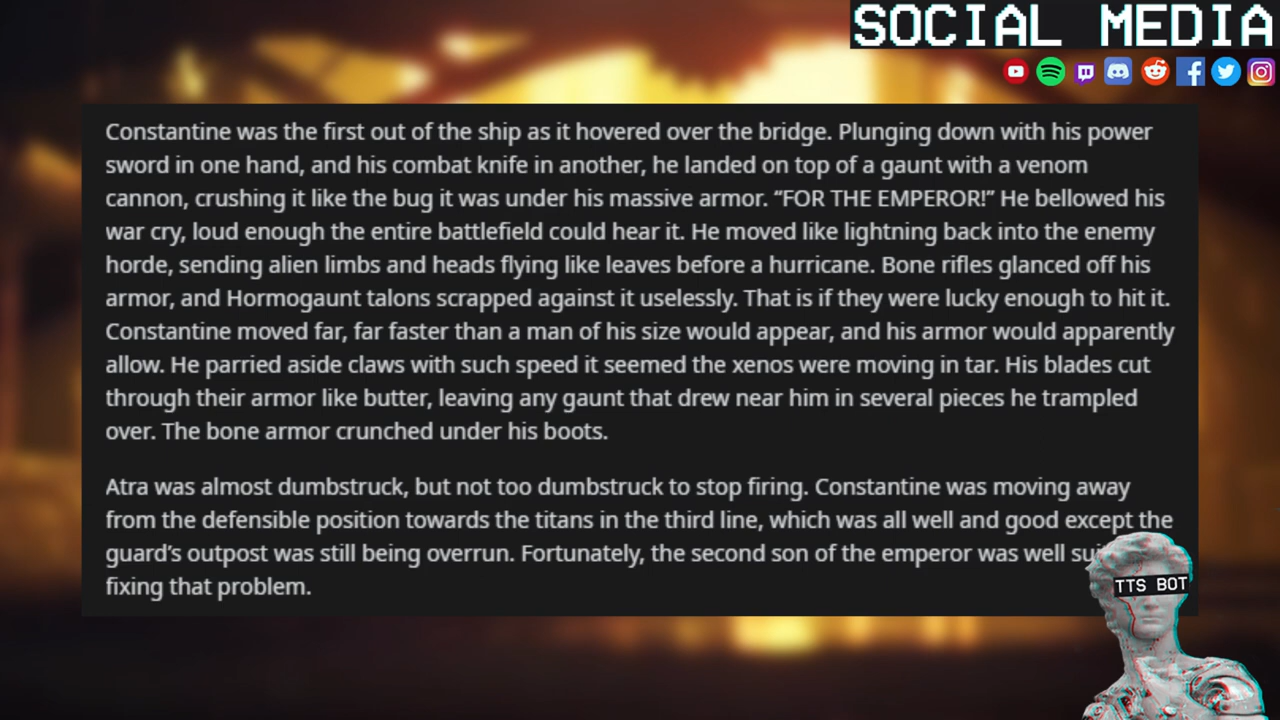 SOCIAL MEDIA
Constantine was the first out of the ship as it hovered over the bridge. Plunging down with his power
sword in one hand, and his combat knife in another, he landed on top of a gaunt with a venom
cannon, crushing it like the bug it was under his massive armor. “FOR THE EMPEROR!” He bellowed his
war cry, loud enough the entire battlefield could hear it. He moved like lightning back into the enemy
horde, sending alien limbs and heads flying like leaves before a hurricane. Bone rifles glanced off his
armor, and Hormogaunt talons scrapped against it uselessly. That is if they were lucky enough to hit it.
Constantine moved far, far faster than a man of his size would appear, and his armor would apparently
allow. He parried aside claws with such speed it seemed the xenos were moving in tar. His blades cut
through their armor like butter, leaving any gaunt that drew near him in several pieces he trampled
over. The bone armor crunched under his boots.
Atra was almost dumbstruck, but not too dumbstruck to stop firing. Constantine was moving away
from the defensible position towards the titans in the third line, which was all well and good except the
guard’s outpost was still being overrun. Fortunately, the second son of the emperor was well
fixing that problem.
TTS BOT